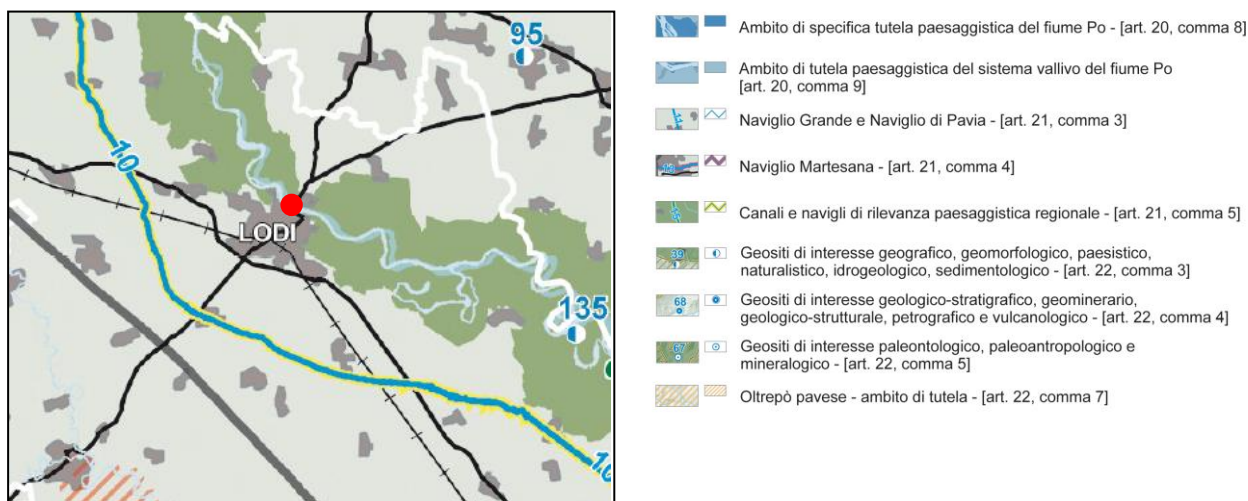 95
10
LODI
135
10
Ambito di specifica tutela paesaggistica del fiume Po - [art. 20, comma 8]
Ambito di tutela paesaggistica del sistema vallivo del fiume Po
[art. 20, comma 9]
Naviglio Grande e Naviglio di Pavia - [art. 21, comma 3]
Naviglio Martesana - [art. 21, comma 4]
Canali e navigli di rilevanza paesaggistica regionale - [art. 21, comma 5]
39
Geositi di interesse geografico, geomorfologico, paesistico,
naturalistico, idrogeologico, sedimentologico - [art. 22, comma 3]
68
Geositi di interesse geologico-stratigrafico, geominerario,
geologico-strutturale, petrografico e vulcanologico - [art. 22, comma 4]
67
Geositi di interesse paleontologico, paleoantropologico e
mineralogico - [art. 22, comma 5]
Oltrepò pavese - ambito di tutela - [art. 22, comma 7]